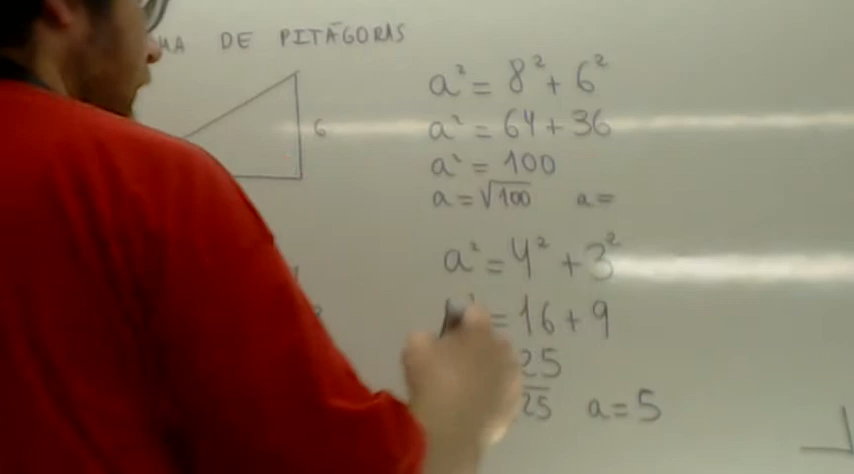 DE PITÁGORAS
6
a² = 8² + 6²
a² = 64 + 36
a² = 100
a = √100 a =
a² = 4² + 3²
= 16 + 9
25
25 a = 5